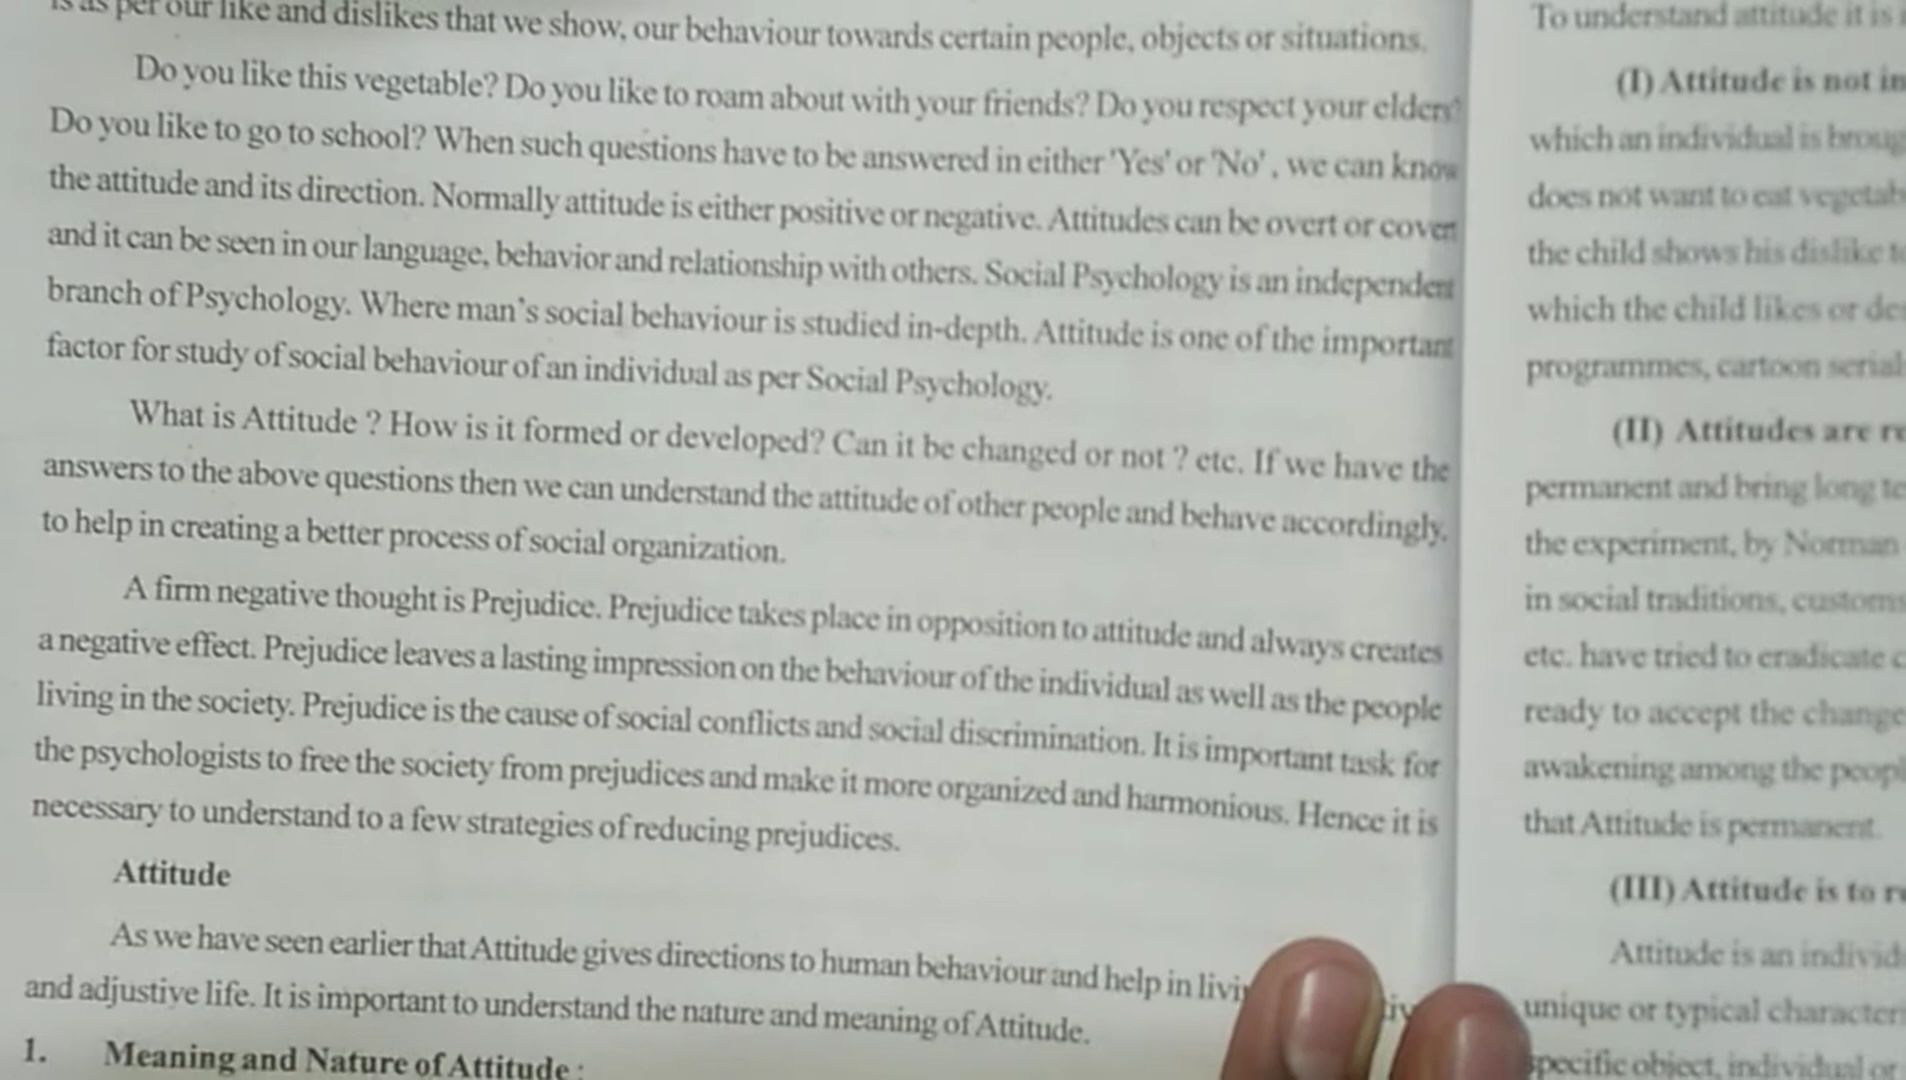 is as per our like and dislikes that we show, our behaviour towards certain people, objects or situations.
Do you like this vegetable? Do you like to roam about with your friends? Do you respect your elders?
Do you like to go to school? When such questions have to be answered in either 'Yes' or 'No' , we can know
the attitude and its direction. Normally attitude is either positive or negative. Attitudes can be overt or covert
and it can be seen in our language, behavior and relationship with others. Social Psychology is an independent
branch of Psychology. Where man's social behaviour is studied in-depth. Attitude is one of the important
factor for study of social behaviour of an individual as per Social Psychology.
What is Attitude ? How is it formed or developed? Can it be changed or not ? etc. If we have the
answers to the above questions then we can understand the attitude of other people and behave accordingly,
to help in creating a better process of social organization.
A firm negative thought is Prejudice. Prejudice takes place in opposition to attitude and always creates
a negative effect. Prejudice leaves a lasting impression on the behaviour of the individual as well as the people
living in the society. Prejudice is the cause of social conflicts and social discrimination. It is important task for
the psychologists to free the society from prejudices and make it more organized and harmonious. Hence it is
necessary to understand to a few strategies of reducing prejudices.
Attitude
As we have seen earlier that Attitude gives directions to human behaviour and help in
and adjustive life. It is important to understand the nature and meaning of Attitude.
1. Meaning and Nature of Attitude :
To understand attitude it is
(I) Attitude is not
which an individual is
does not want to eat
the child shows his dislike
which the child likes or
programmes, cartoon
(II) Attitudes are
permanent and bring long
the experiment, by Norman
in social traditions, customs
etc. have tried to eradicate
ready to accept the
awakening among the
that Attitude is permanent.
(III) Attitude is to
Attitude is an
unique or typical
specific object, individual or